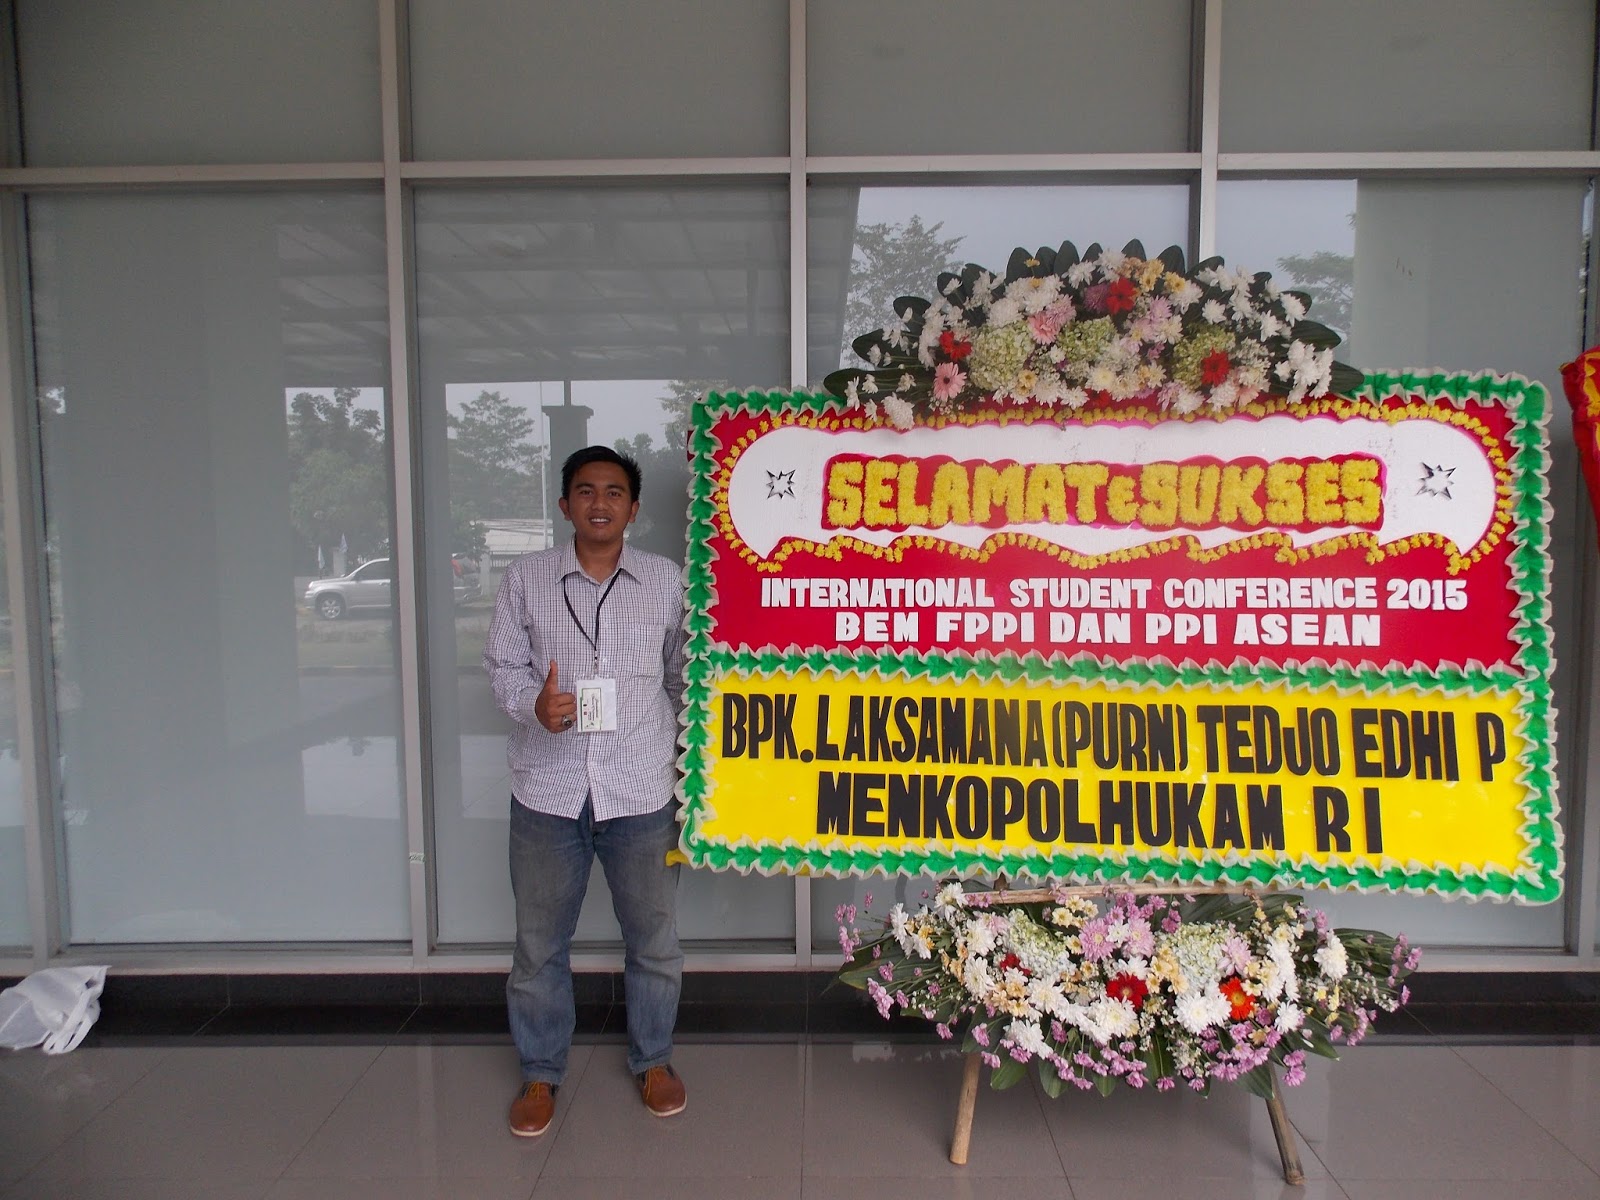 SELAMAT & SUKSES
INTERNATIONAL STUDENT CONFERENCE 2015
BEM FPPI DAN PPI ASEAN
BPK. LAKSAMANA (PURN) TEDJO EDHI P
MENKOPOLHUKAM RI